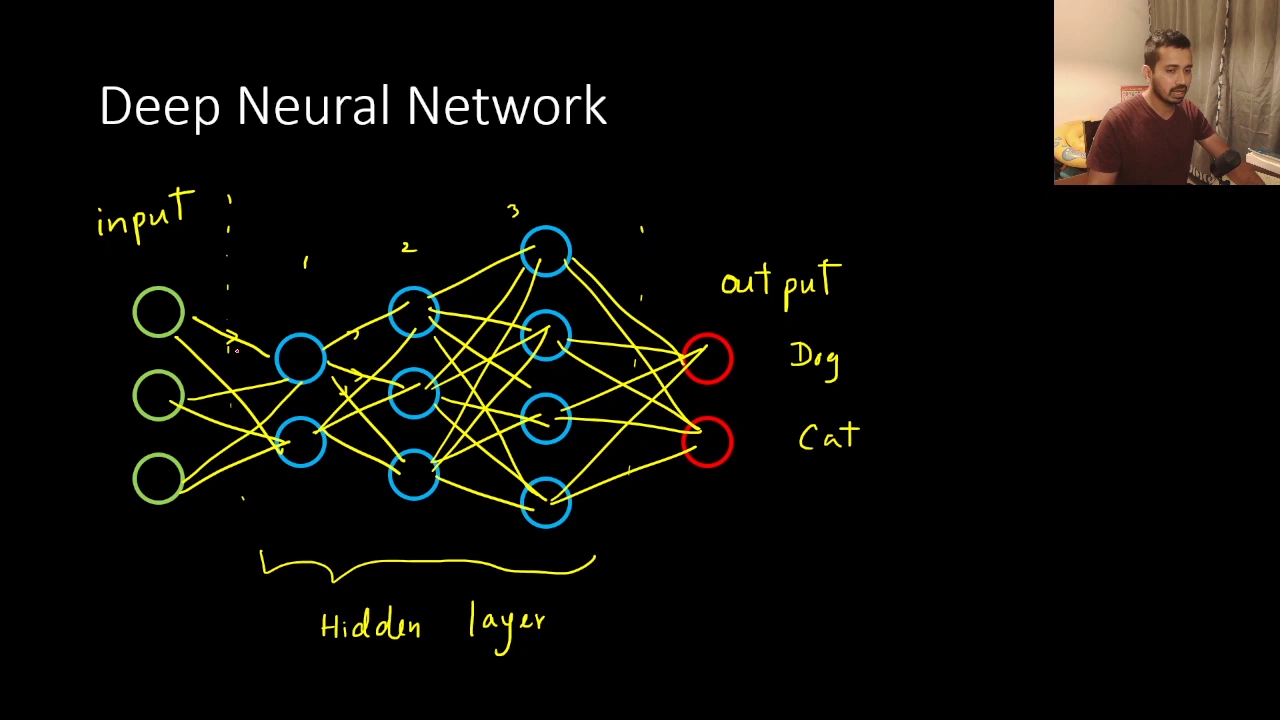 Deep Neural Network
input
1
2
3
output
Dog
Cat
Hidden layer